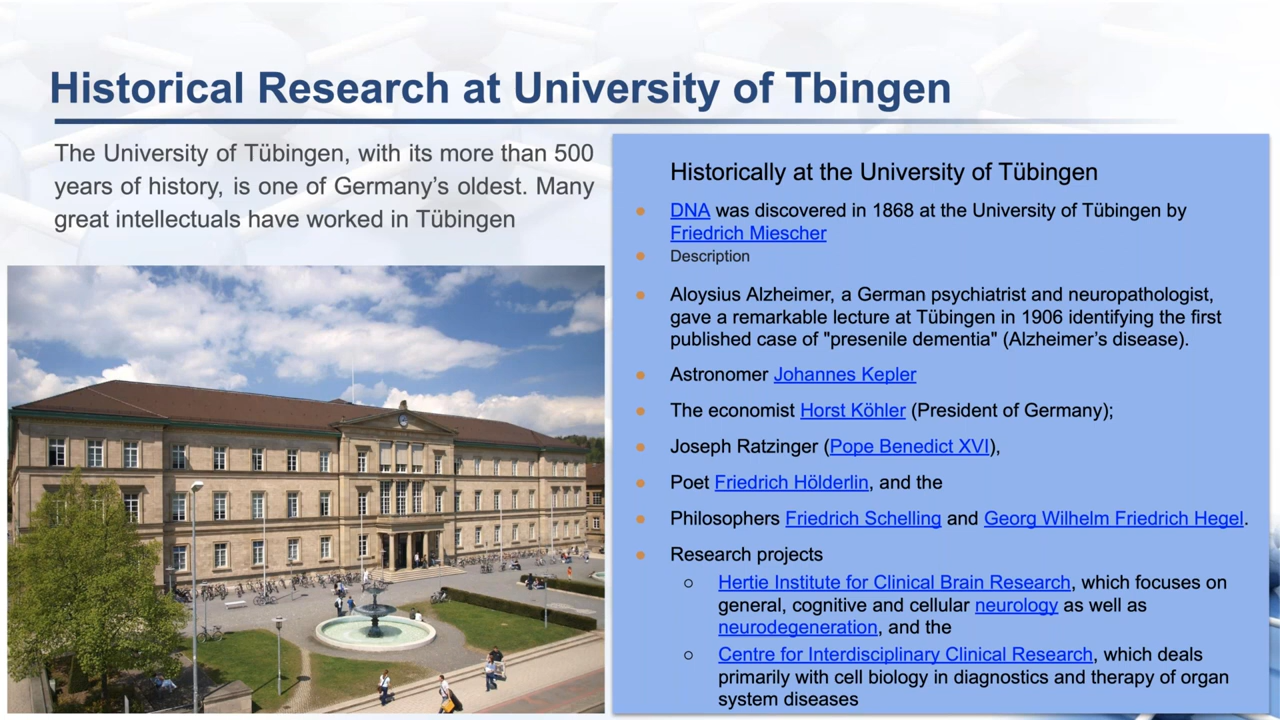 Historical Research at University of Tbingen
The University of Tübingen, with its more than 500
years of history, is one of Germany’s oldest. Many
great intellectuals have worked in Tübingen
Historically at the University of Tübingen
DNA was discovered in 1868 at the University of Tübingen by
Friedrich Miescher
Description
Aloysius Alzheimer, a German psychiatrist and neuropathologist,
gave a remarkable lecture at Tübingen in 1906 identifying the first
published case of "presenile dementia" (Alzheimer’s disease).
Astronomer Johannes Kepler
The economist Horst Köhler (President of Germany);
Joseph Ratzinger (Pope Benedict XVI),
Poet Friedrich Hölderlin, and the
Philosophers Friedrich Schelling and Georg Wilhelm Friedrich Hegel.
Research projects
Hertie Institute for Clinical Brain Research, which focuses on
general, cognitive and cellular neurology as well as
neurodegeneration, and the
Centre for Interdisciplinary Clinical Research, which deals
primarily with cell biology in diagnostics and therapy of organ
system diseases